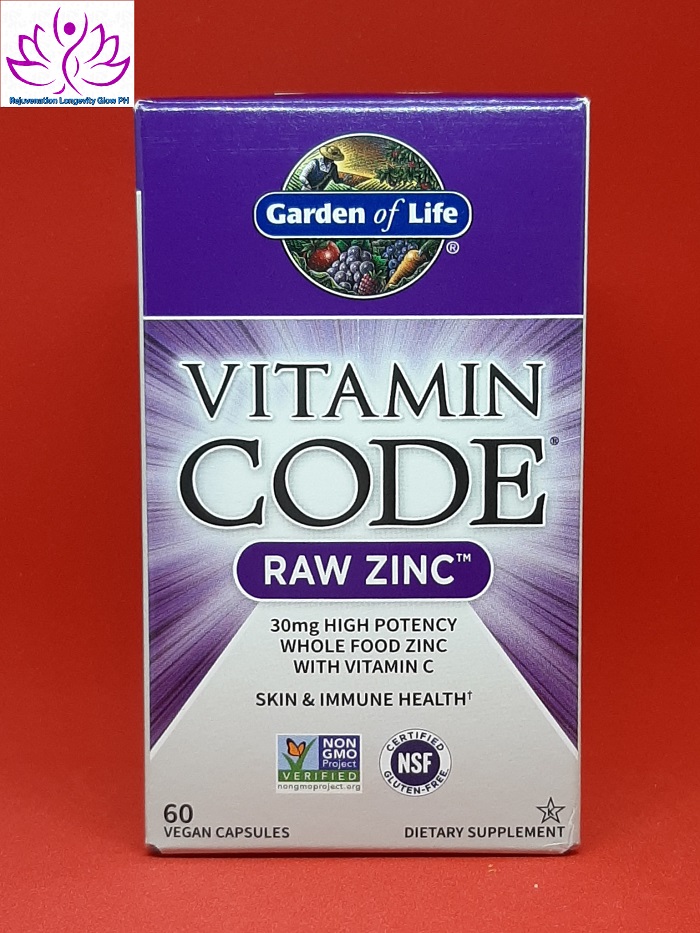 Rejuvenation Longevity Glow PH
Garden of Life®
VITAMIN
CODE®
RAW ZINC™
30mg HIGH POTENCY
WHOLE FOOD ZINC
WITH VITAMIN C
SKIN & IMMUNE HEALTH†
NON
GMO
Project
VERIFIED
nongmoproject.org
CERTIFIED
NSF
GLUTEN-FREE
60
VEGAN CAPSULES
K
DIETARY SUPPLEMENT